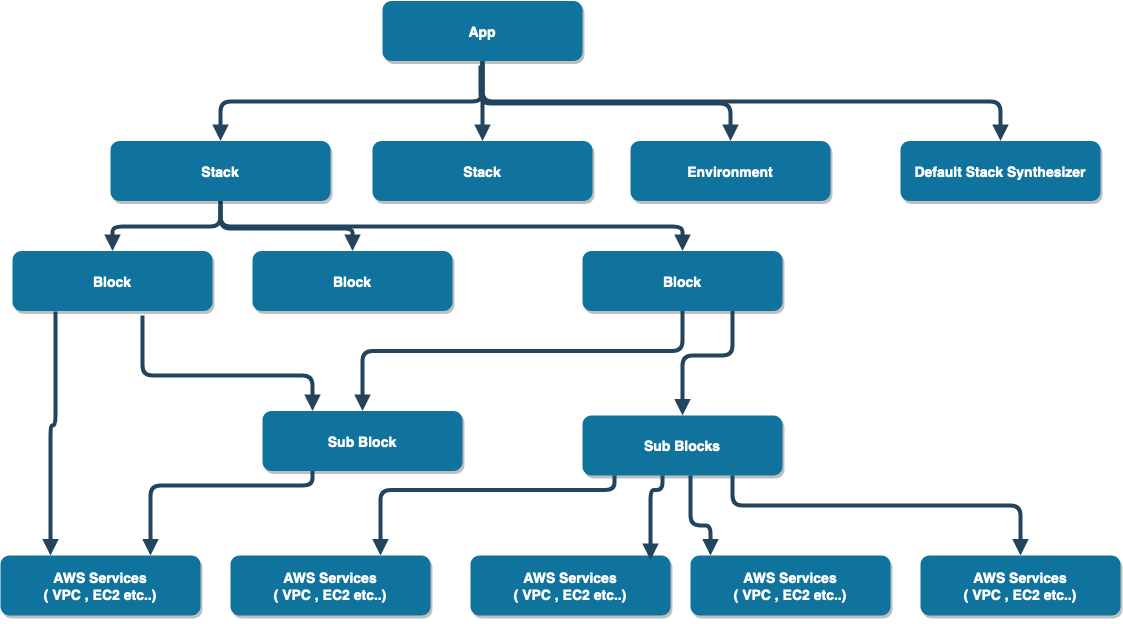 App
Stack
Stack
Environment
Default Stack Synthesizer
Block
Block
Block
Sub Block
Sub Blocks
AWS Services
( VPC , EC2 etc..)
AWS Services
( VPC , EC2 etc..)
AWS Services
( VPC , EC2 etc..)
AWS Services
( VPC , EC2 etc..)
AWS Services
( VPC , EC2 etc..)